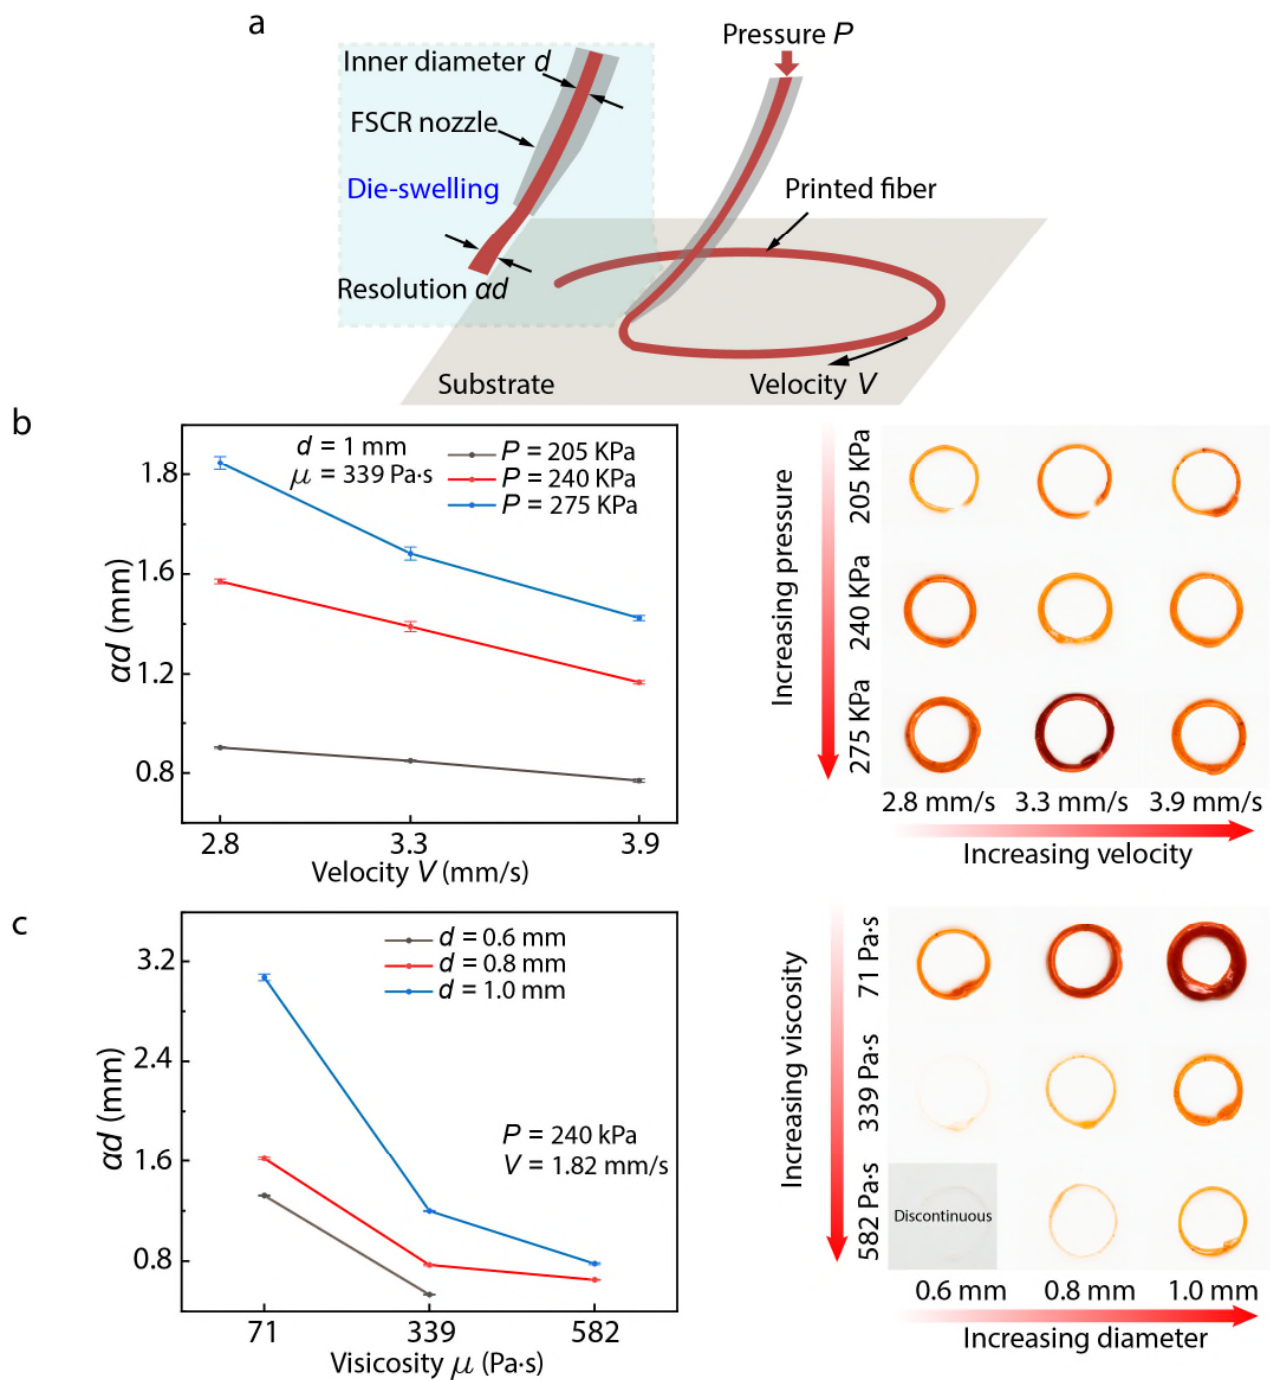 a
Pressure P
Inner diameter d
FSCR nozzle
Die-swelling
Printed fiber
Resolution αd
Substrate
Velocity V
b
d = 1 mm
μ = 339 Pa·s
P = 205 KPa
P = 240 KPa
P = 275 KPa
αd (mm)
1.8
1.6
1.2
0.8
2.8
3.3
3.9
Velocity V (mm/s)
Increasing pressure
205 KPa
240 KPa
275 KPa
2.8 mm/s
3.3 mm/s
3.9 mm/s
Increasing velocity
c
d = 0.6 mm
d = 0.8 mm
d = 1.0 mm
P = 240 kPa
V = 1.82 mm/s
αd (mm)
3.2
2.4
1.6
0.8
71
339
582
Visicosity μ (Pa·s)
Increasing viscosity
71 Pa·s
339 Pa·s
582 Pa·s
Discontinuous
0.6 mm
0.8 mm
1.0 mm
Increasing diameter